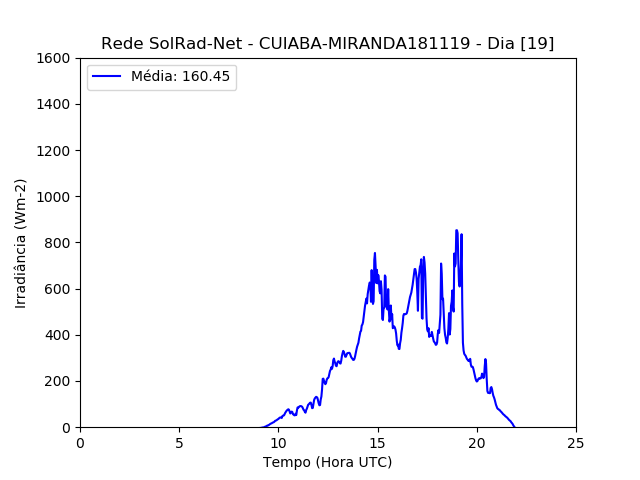 Rede SolRad-Net - CUIABA-MIRANDA181119 - Dia [19]
Média: 160.45
1600
1400
1200
1000
800
600
400
200
0
Irradiância (Wm-2)
0 5 10 15 20 25
Tempo (Hora UTC)